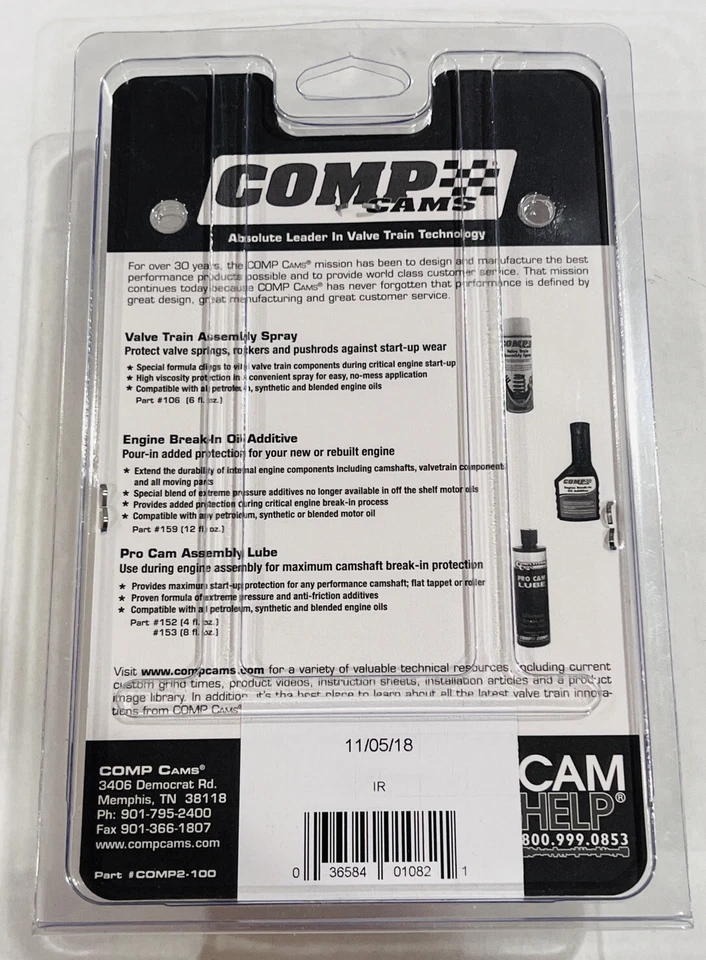 COMP
CAMS
Absolute Leader In Valve Train Technology
For over 30 years, the COMP CAMS® mission has been to design and manufacture the best
performance products possible and to provide world class customer service. That mission
continues today because COMP CAMS® has never forgotten that performance is defined by
great design, great manufacturing and great customer service.
Valve Train Assembly Spray
Protect valve springs, rockers and pushrods against start-up wear
★ Special formula clings to vital valve train components during critical engine start-up
★ High viscosity protection in a convenient spray for easy, no-mess application
★ Compatible with all petroleum, synthetic and blended engine oils
Part #106 (6 fl. oz.)
Engine Break-In Oil Additive
Pour-in added protection for your new or rebuilt engine
★ Extend the durability of internal engine components including camshafts, valvetrain components
and all moving parts
★ Special blend of extreme pressure additives no longer available in off the shelf motor oils
★ Provides added protection during critical engine break-in process
★ Compatible with any petroleum, synthetic or blended motor oil
Part #159 (12 fl. oz.)
Pro Cam Assembly Lube
Use during engine assembly for maximum camshaft break-in protection
★ Provides maximum start-up protection for any performance camshaft; flat tappet or roller
★ Proven formula of extreme pressure and anti-friction additives
★ Compatible with all petroleum, synthetic and blended engine oils
Part #152 (4 fl. oz.)
#153 (8 fl. oz.)
COMP
Valve Train
Assembly Spray
COMP
PRO CAM
LUBE
Visit www.compcams.com for a variety of valuable technical resources, including current
custom grind times, product videos, instruction sheets, installation articles and a product
image library. In addition, it's the best place to learn about all the latest valve train innova-
tions from COMP CAMS®
11/05/18
IR
0 36584 01082 1
COMP CAMS®
3406 Democrat Rd.
Memphis, TN 38118
Ph: 901-795-2400
Fax 901-366-1807
www.compcams.com
Part #COMP2-100
CAM
HELP®
800.999.0853